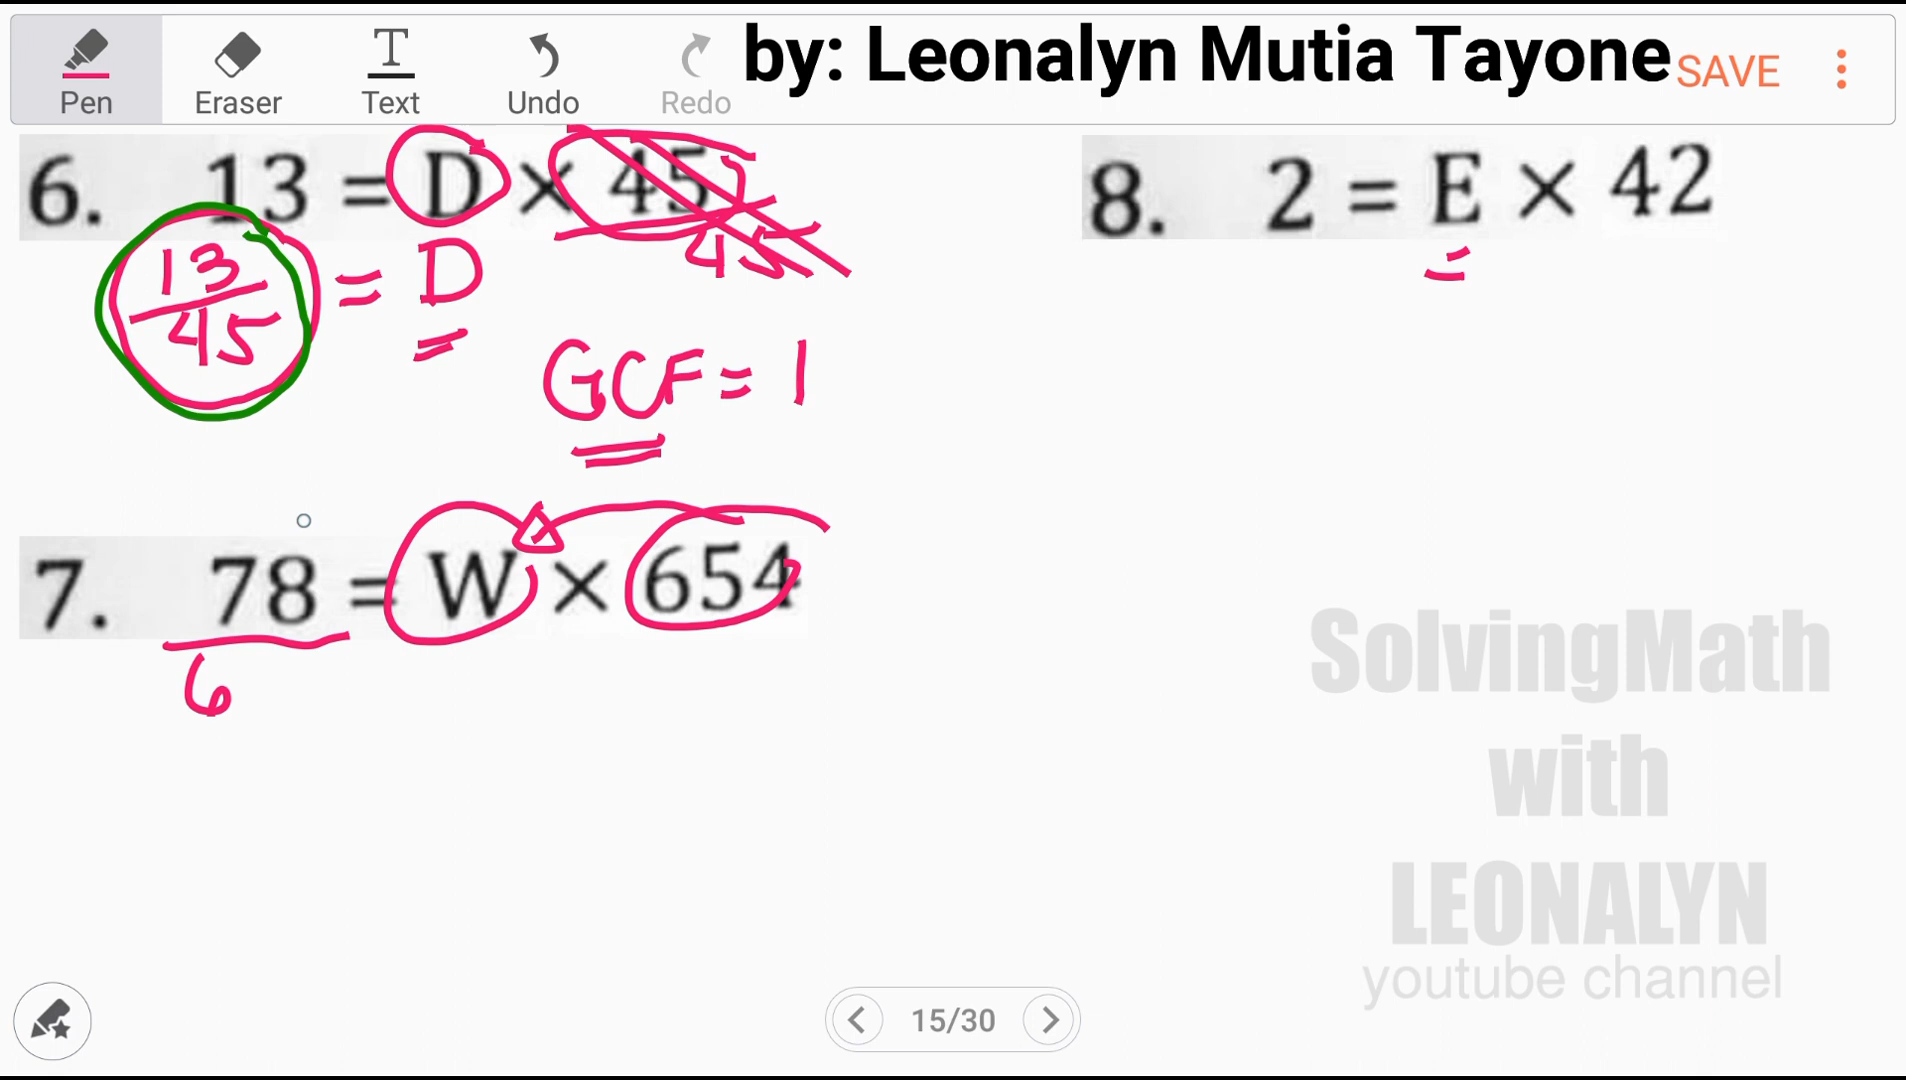 Pen Eraser Text Undo Redo by: Leonalyn Mutia Tayone SAVE
6. 13 = D × 45
45
13/45 = D
GCF = 1
7. 78 = W × 654
6
8. 2 = E × 42
SolvingMath
with
LEONALYN
youtube channel
15/30